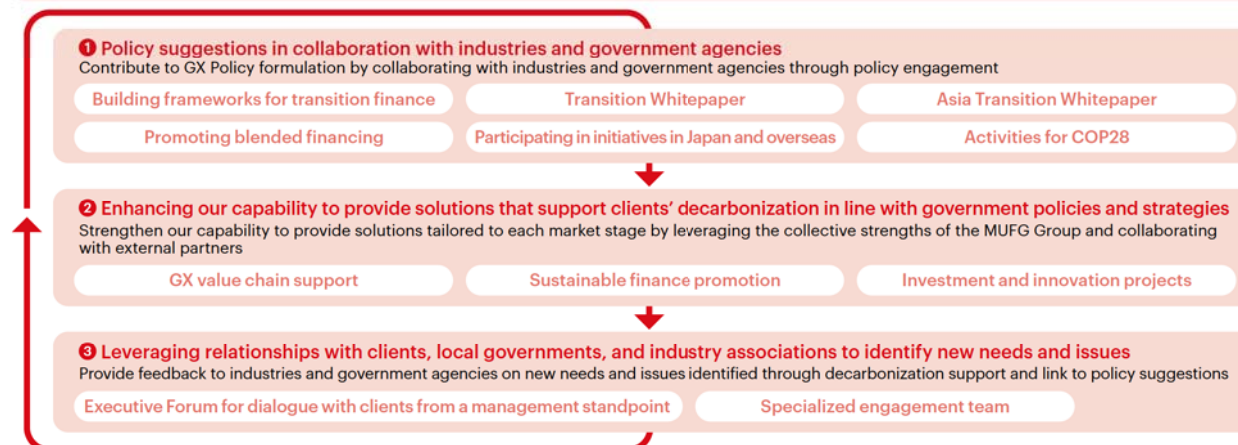 ❶ Policy suggestions in collaboration with industries and government agencies
Contribute to GX Policy formulation by collaborating with industries and government agencies through policy engagement
Building frameworks for transition finance
Transition Whitepaper
Asia Transition Whitepaper
Promoting blended financing
Participating in initiatives in Japan and overseas
Activities for COP28
❷ Enhancing our capability to provide solutions that support clients’ decarbonization in line with government policies and strategies
Strengthen our capability to provide solutions tailored to each market stage by leveraging the collective strengths of the MUFG Group and collaborating
with external partners
GX value chain support
Sustainable finance promotion
Investment and innovation projects
❸ Leveraging relationships with clients, local governments, and industry associations to identify new needs and issues
Provide feedback to industries and government agencies on new needs and issues identified through decarbonization support and link to policy suggestions
Executive Forum for dialogue with clients from a management standpoint
Specialized engagement team